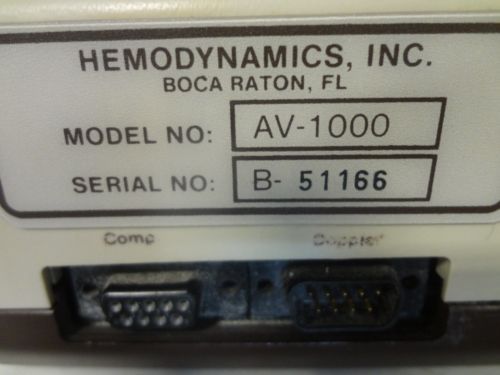 HEMODYNAMICS, INC.
BOCA RATON, FL
MODEL NO: AV-1000
SERIAL NO: B- 51166
Comp Doppler